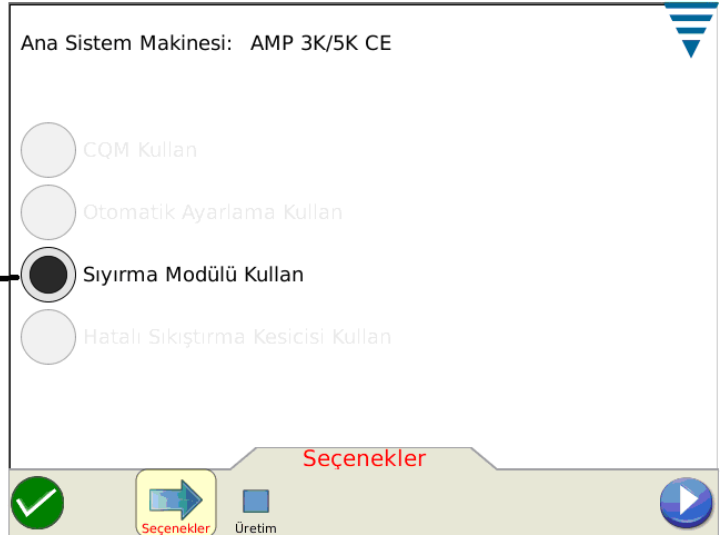 Ana Sistem Makinesi: AMP 3K/5K CE
CQM Kullan
Otomatik Ayarlama Kullan
Sıyırma Modülü Kullan
Hatalı Sıkıştırma Kesicisi Kullan
Seçenekler
Seçenekler Üretim